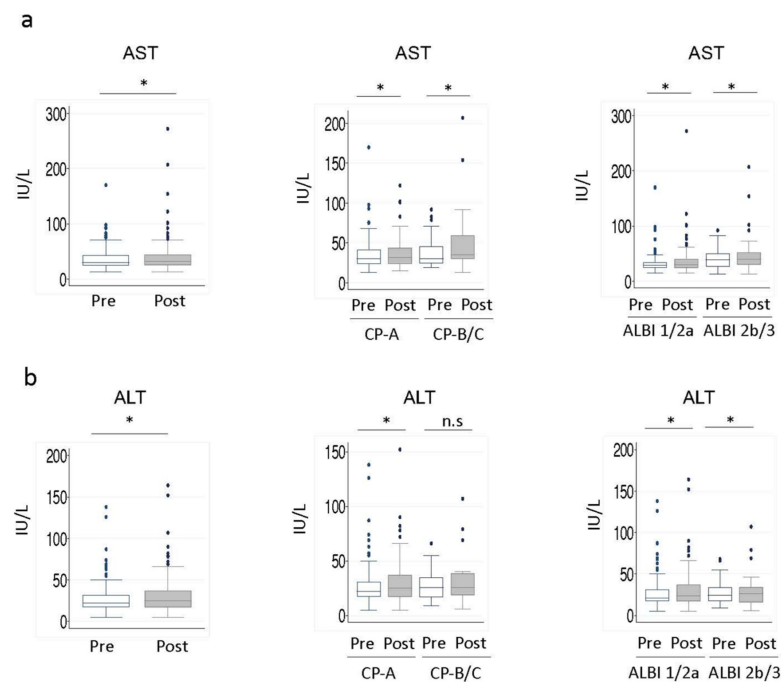 a
AST
*
300
200
100
0
IU/L
Pre Post
AST
* *
200
150
100
50
0
IU/L
Pre Post Pre Post
CP-A CP-B/C
AST
* *
300
200
100
0
IU/L
Pre Post Pre Post
ALBI 1/2a ALBI 2b/3
b
ALT
*
200
150
100
50
0
IU/L
Pre Post
ALT
* n.s
150
100
50
0
IU/L
Pre Post Pre Post
CP-A CP-B/C
ALT
* *
200
150
100
50
0
IU/L
Pre Post Pre Post
ALBI 1/2a ALBI 2b/3